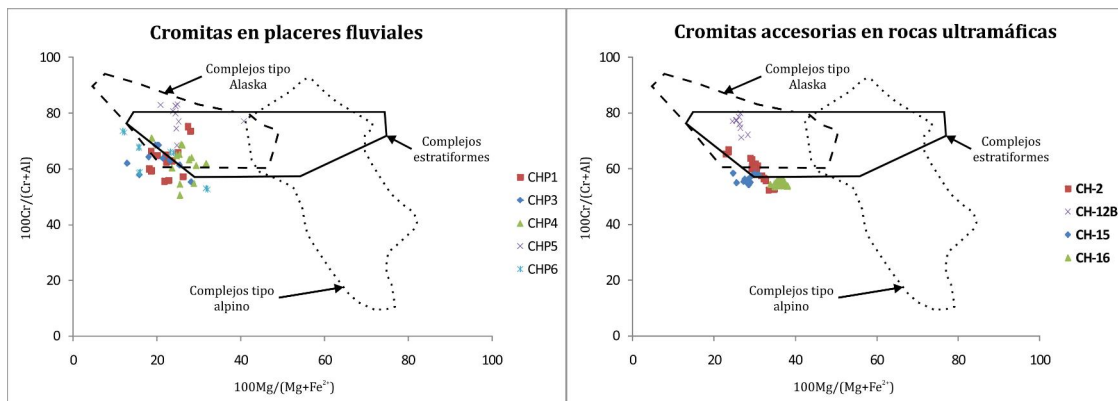 Cromitas en placeres fluviales
100
80
60
40
20
0
100Cr/(Cr+Al)
Complejos tipo
Alaska
Complejos
estratiformes
Complejos tipo
alpino
CHP1
CHP3
CHP4
CHP5
CHP6
0
20
40
60
80
100
100Mg/(Mg+Fe²⁺)
Cromitas accesorias en rocas ultramáficas
100
80
60
40
20
0
100Cr/(Cr+Al)
Complejos tipo
Alaska
Complejos
estratiformes
Complejos tipo
alpino
CH-2
CH-12B
CH-15
CH-16
0
20
40
60
80
100
100Mg/(Mg+Fe²⁺)